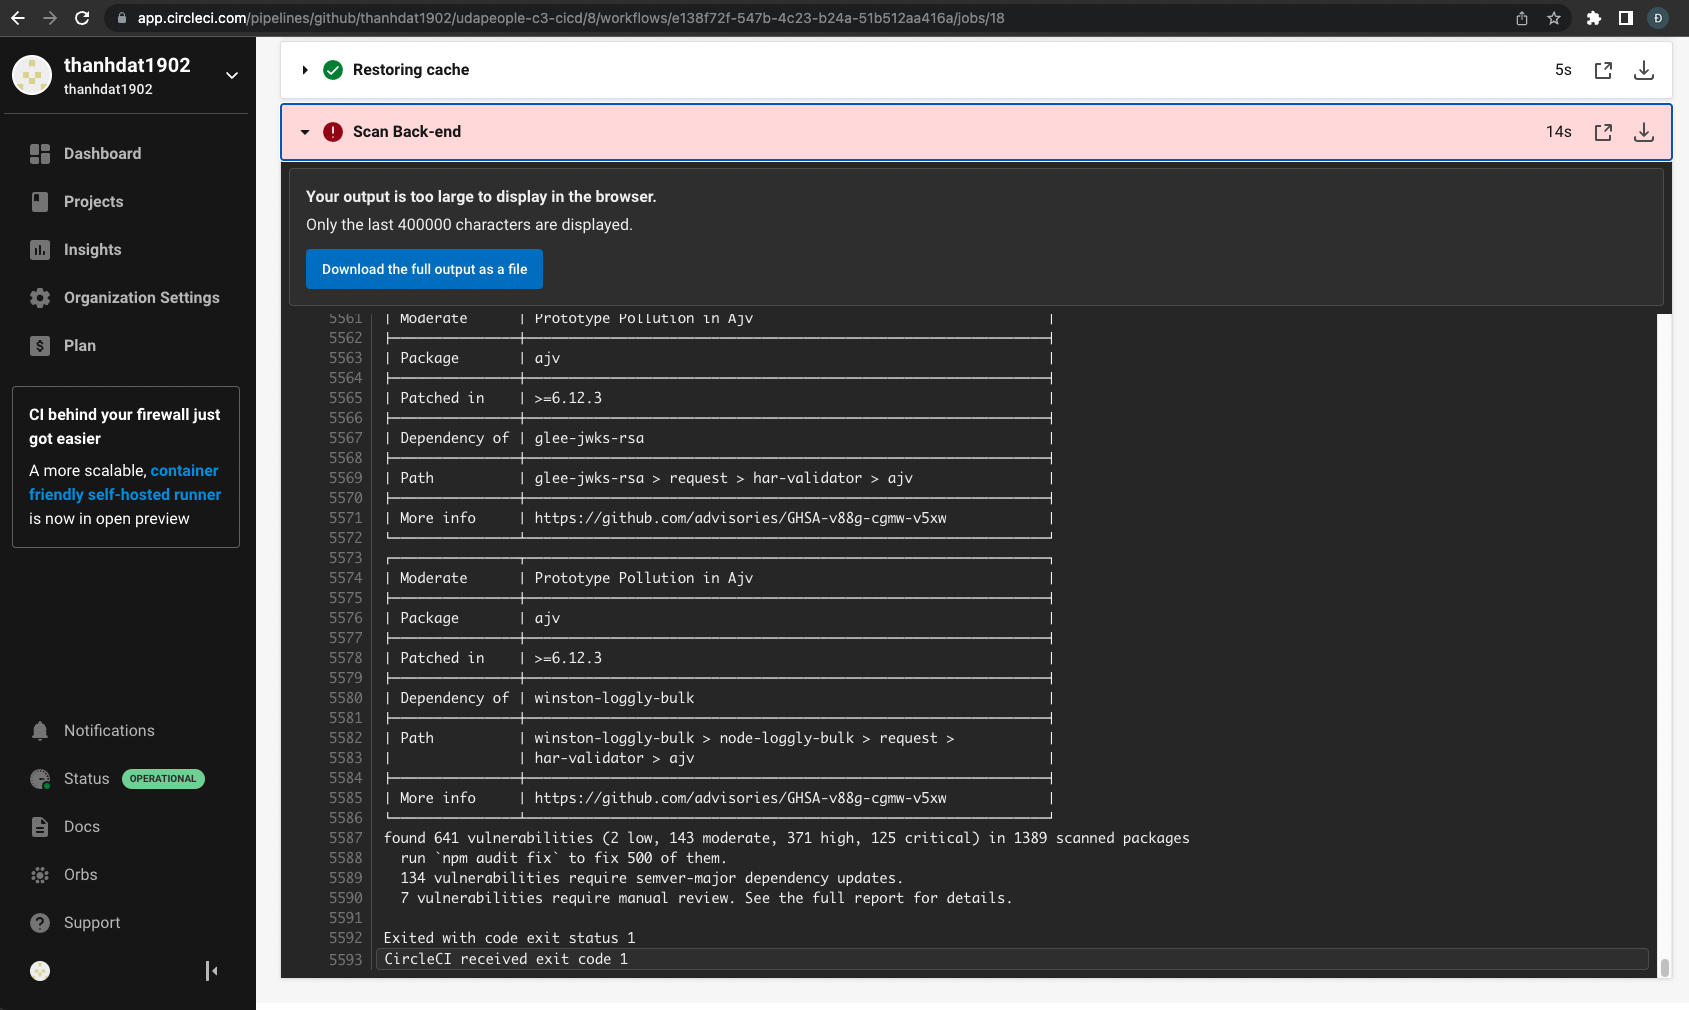 app.circleci.com/pipelines/github/thanhdat1902/udapeople-c3-cicd/8/workflows/e138f72f-547b-4c23-b24a-51b512aa416a/jobs/18
Đ
thanhdat1902
thanhdat1902
Dashboard
Projects
Insights
Organization Settings
Plan
CI behind your firewall just
got easier
A more scalable, container
friendly self-hosted runner
is now in open preview
Notifications
Status OPERATIONAL
Docs
Orbs
Support
Restoring cache 5s
Scan Back-end 14s
Your output is too large to display in the browser.
Only the last 400000 characters are displayed.
Download the full output as a file
5561 | Moderate | Prototype Pollution in Ajv |
5562
5563 | Package | ajv |
5564
5565 | Patched in | >=6.12.3 |
5566
5567 | Dependency of | glee-jwks-rsa |
5568
5569 | Path | glee-jwks-rsa > request > har-validator > ajv |
5570
5571 | More info | https://github.com/advisories/GHSA-v88g-cgmw-v5xw |
5572
5573
5574 | Moderate | Prototype Pollution in Ajv |
5575
5576 | Package | ajv |
5577
5578 | Patched in | >=6.12.3 |
5579
5580 | Dependency of | winston-loggly-bulk |
5581
5582 | Path | winston-loggly-bulk > node-loggly-bulk > request > |
5583 | | har-validator > ajv |
5584
5585 | More info | https://github.com/advisories/GHSA-v88g-cgmw-v5xw |
5586
5587 found 641 vulnerabilities (2 low, 143 moderate, 371 high, 125 critical) in 1389 scanned packages
5588 run `npm audit fix` to fix 500 of them.
5589 134 vulnerabilities require semver-major dependency updates.
5590 7 vulnerabilities require manual review. See the full report for details.
5591
5592 Exited with code exit status 1
5593 CircleCI received exit code 1